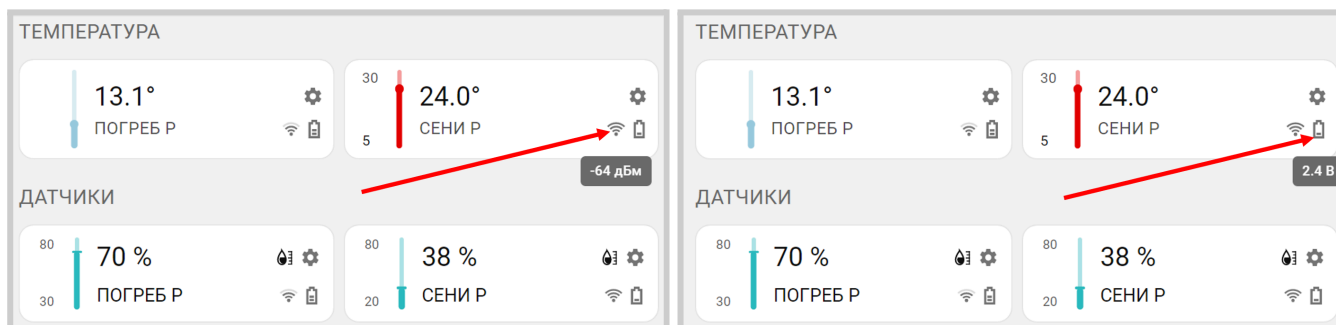 ТЕМПЕРАТУРА
13.1°
ПОГРЕБ Р
30
24.0°
СЕНИ Р
5
-64 дБм
ДАТЧИКИ
80
70 %
30
ПОГРЕБ Р
80
38 %
20
СЕНИ Р
ТЕМПЕРАТУРА
13.1°
ПОГРЕБ Р
30
24.0°
СЕНИ Р
5
2.4 В
ДАТЧИКИ
80
70 %
30
ПОГРЕБ Р
80
38 %
20
СЕНИ Р